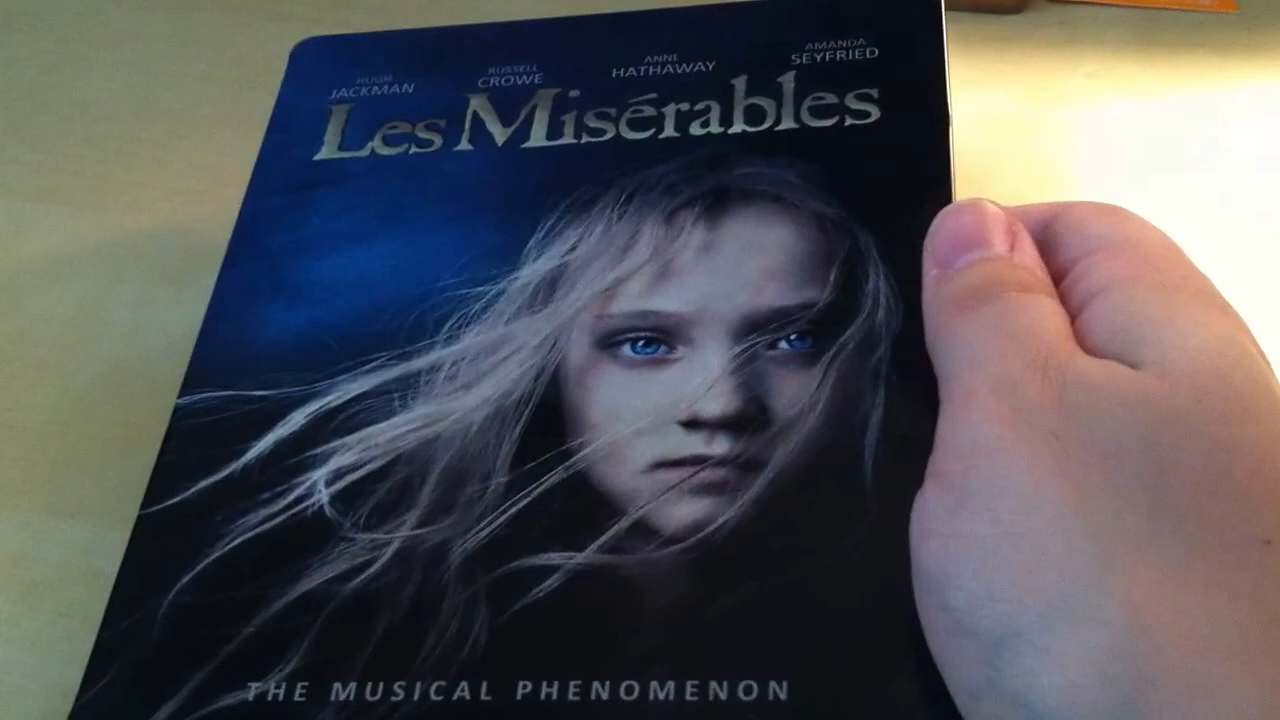 HUGH JACKMAN
RUSSELL CROWE
ANNE HATHAWAY
AMANDA SEYFRIED
Les Misérables
THE MUSICAL PHENOMENON